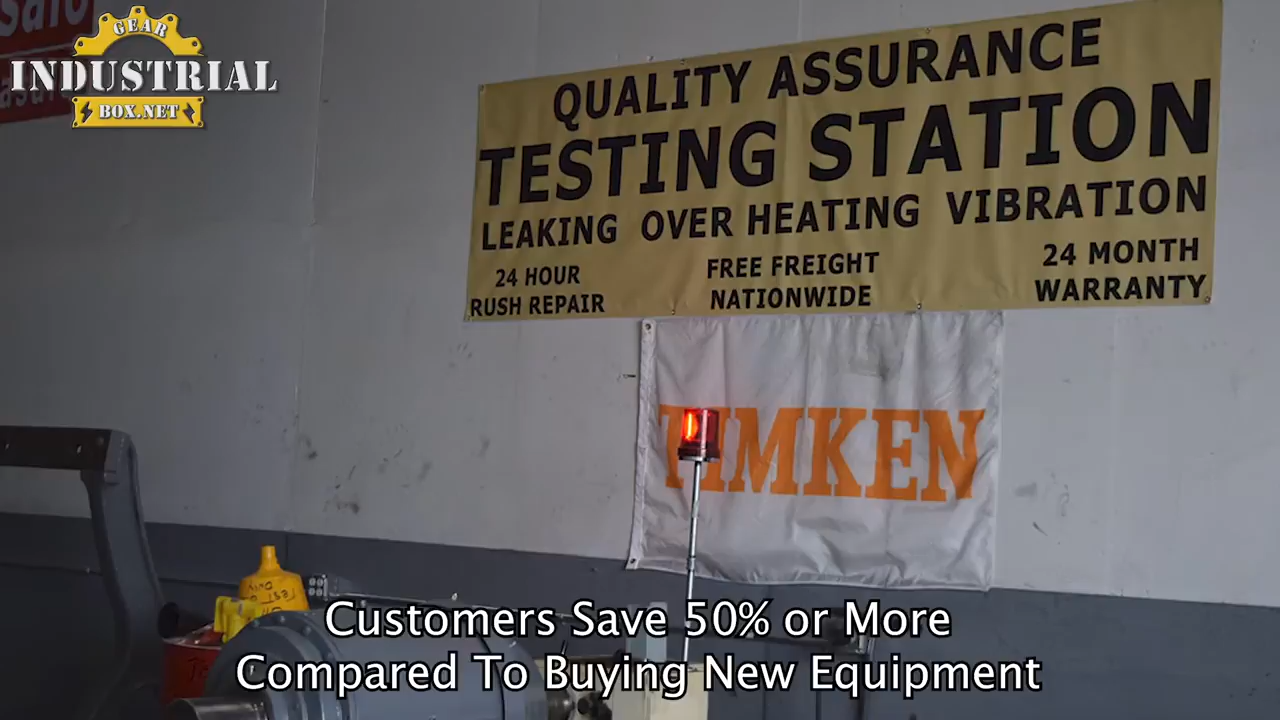 GEAR
INDUSTRIAL
BOX.NET
QUALITY ASSURANCE
TESTING STATION
LEAKING OVER HEATING VIBRATION
24 HOUR
RUSH REPAIR
FREE FREIGHT
NATIONWIDE
24 MONTH
WARRANTY
TIMKEN
Customers Save 50% or More
Compared To Buying New Equipment